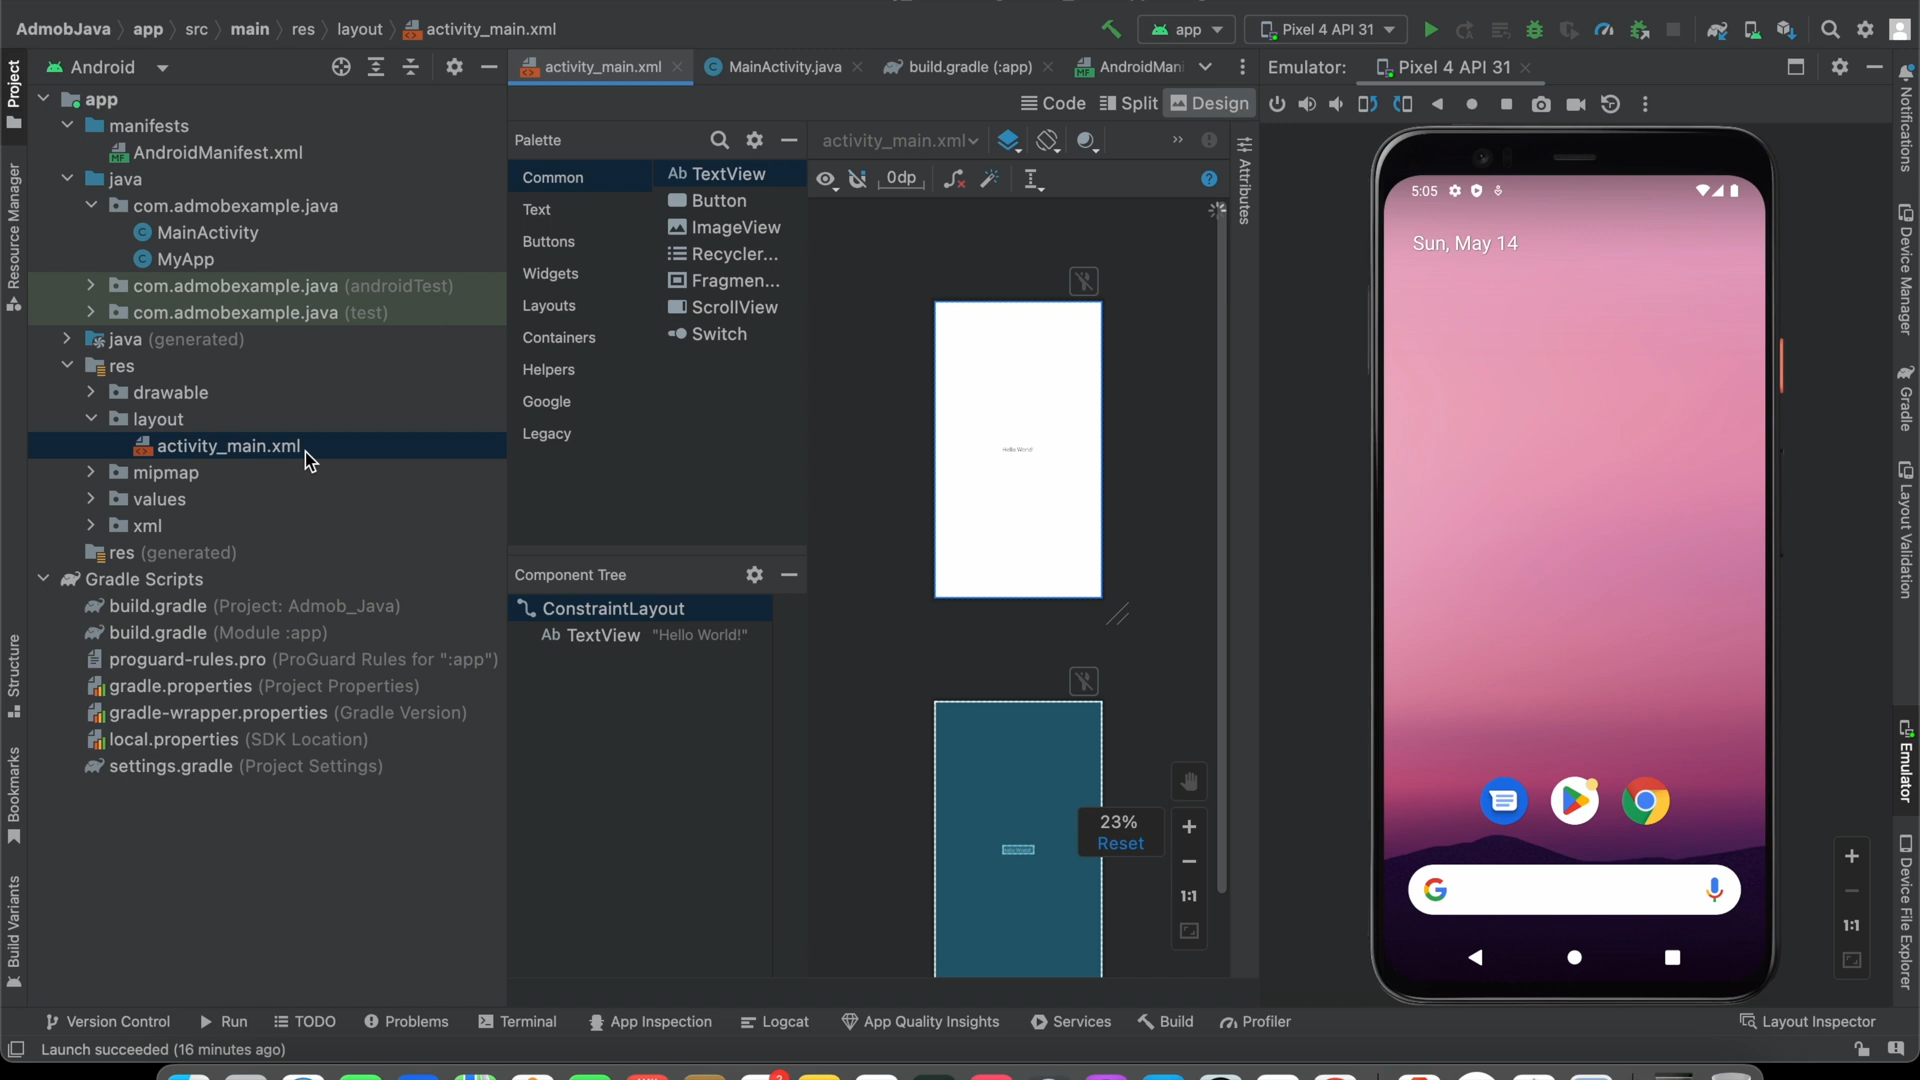 AdmobJava
app
src
main
res
layout
activity_main.xml
app
Pixel 4 API 31
Project
Resource Manager
Structure
Bookmarks
Build Variants
Android
app
manifests
AndroidManifest.xml
java
com.admobexample.java
MainActivity
MyApp
com.admobexample.java (androidTest)
com.admobexample.java (test)
java (generated)
res
drawable
layout
activity_main.xml
mipmap
values
xml
res (generated)
Gradle Scripts
build.gradle (Project: Admob_Java)
build.gradle (Module :app)
proguard-rules.pro (ProGuard Rules for ":app")
gradle.properties (Project Properties)
gradle-wrapper.properties (Gradle Version)
local.properties (SDK Location)
settings.gradle (Project Settings)
activity_main.xml
MainActivity.java
build.gradle (:app)
AndroidMani
Code
Split
Design
Palette
Common
Text
Buttons
Widgets
Layouts
Containers
Helpers
Google
Legacy
Ab TextView
Button
ImageView
Recycler...
Fragmen...
ScrollView
Switch
Component Tree
ConstraintLayout
Ab TextView "Hello World!"
activity_main.xml
0dp
Attributes
Hello World!
23%
Reset
1:1
Emulator:
Pixel 4 API 31
5:05
Sun, May 14
1:1
Notifications
Device Manager
Gradle
Layout Validation
Emulator
Device File Explorer
Version Control
Run
TODO
Problems
Terminal
App Inspection
Logcat
App Quality Insights
Services
Build
Profiler
Layout Inspector
Launch succeeded (16 minutes ago)